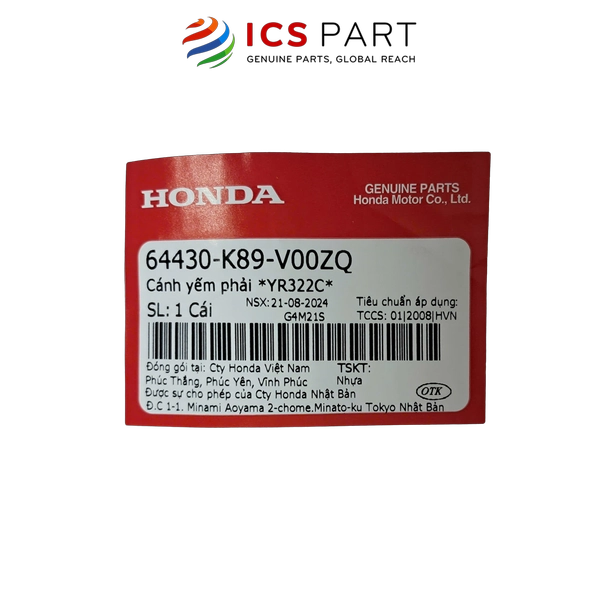 ICS PART
GENUINE PARTS, GLOBAL REACH
HONDA
GENUINE PARTS
Honda Motor Co., Ltd.
64430-K89-V00ZQ
Cánh yếm phải *YR322C*
SL: 1 Cái
NSX: 21-08-2024
G4M21S
Tiêu chuẩn áp dụng:
TCCS: 01|2008|HVN
Đóng gói tại: Cty Honda Việt Nam
TSKT:
Phúc Thắng, Phúc Yên, Vĩnh Phúc
Nhựa
Được sự cho phép của Cty Honda Nhật Bản
OTK
Đ.C 1-1. Minami Aoyama 2-chome.Minato-ku Tokyo Nhật Bản